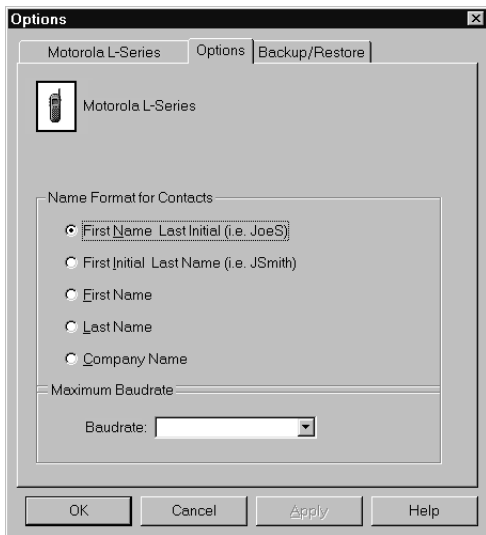 Options
Motorola L-Series Options Backup/Restore
Motorola L-Series
Name Format for Contacts
First Name Last Initial (i.e. JoeS)
First Initial Last Name (i.e. JSmith)
First Name
Last Name
Company Name
Maximum Baudrate
Baudrate:
OK Cancel Apply Help